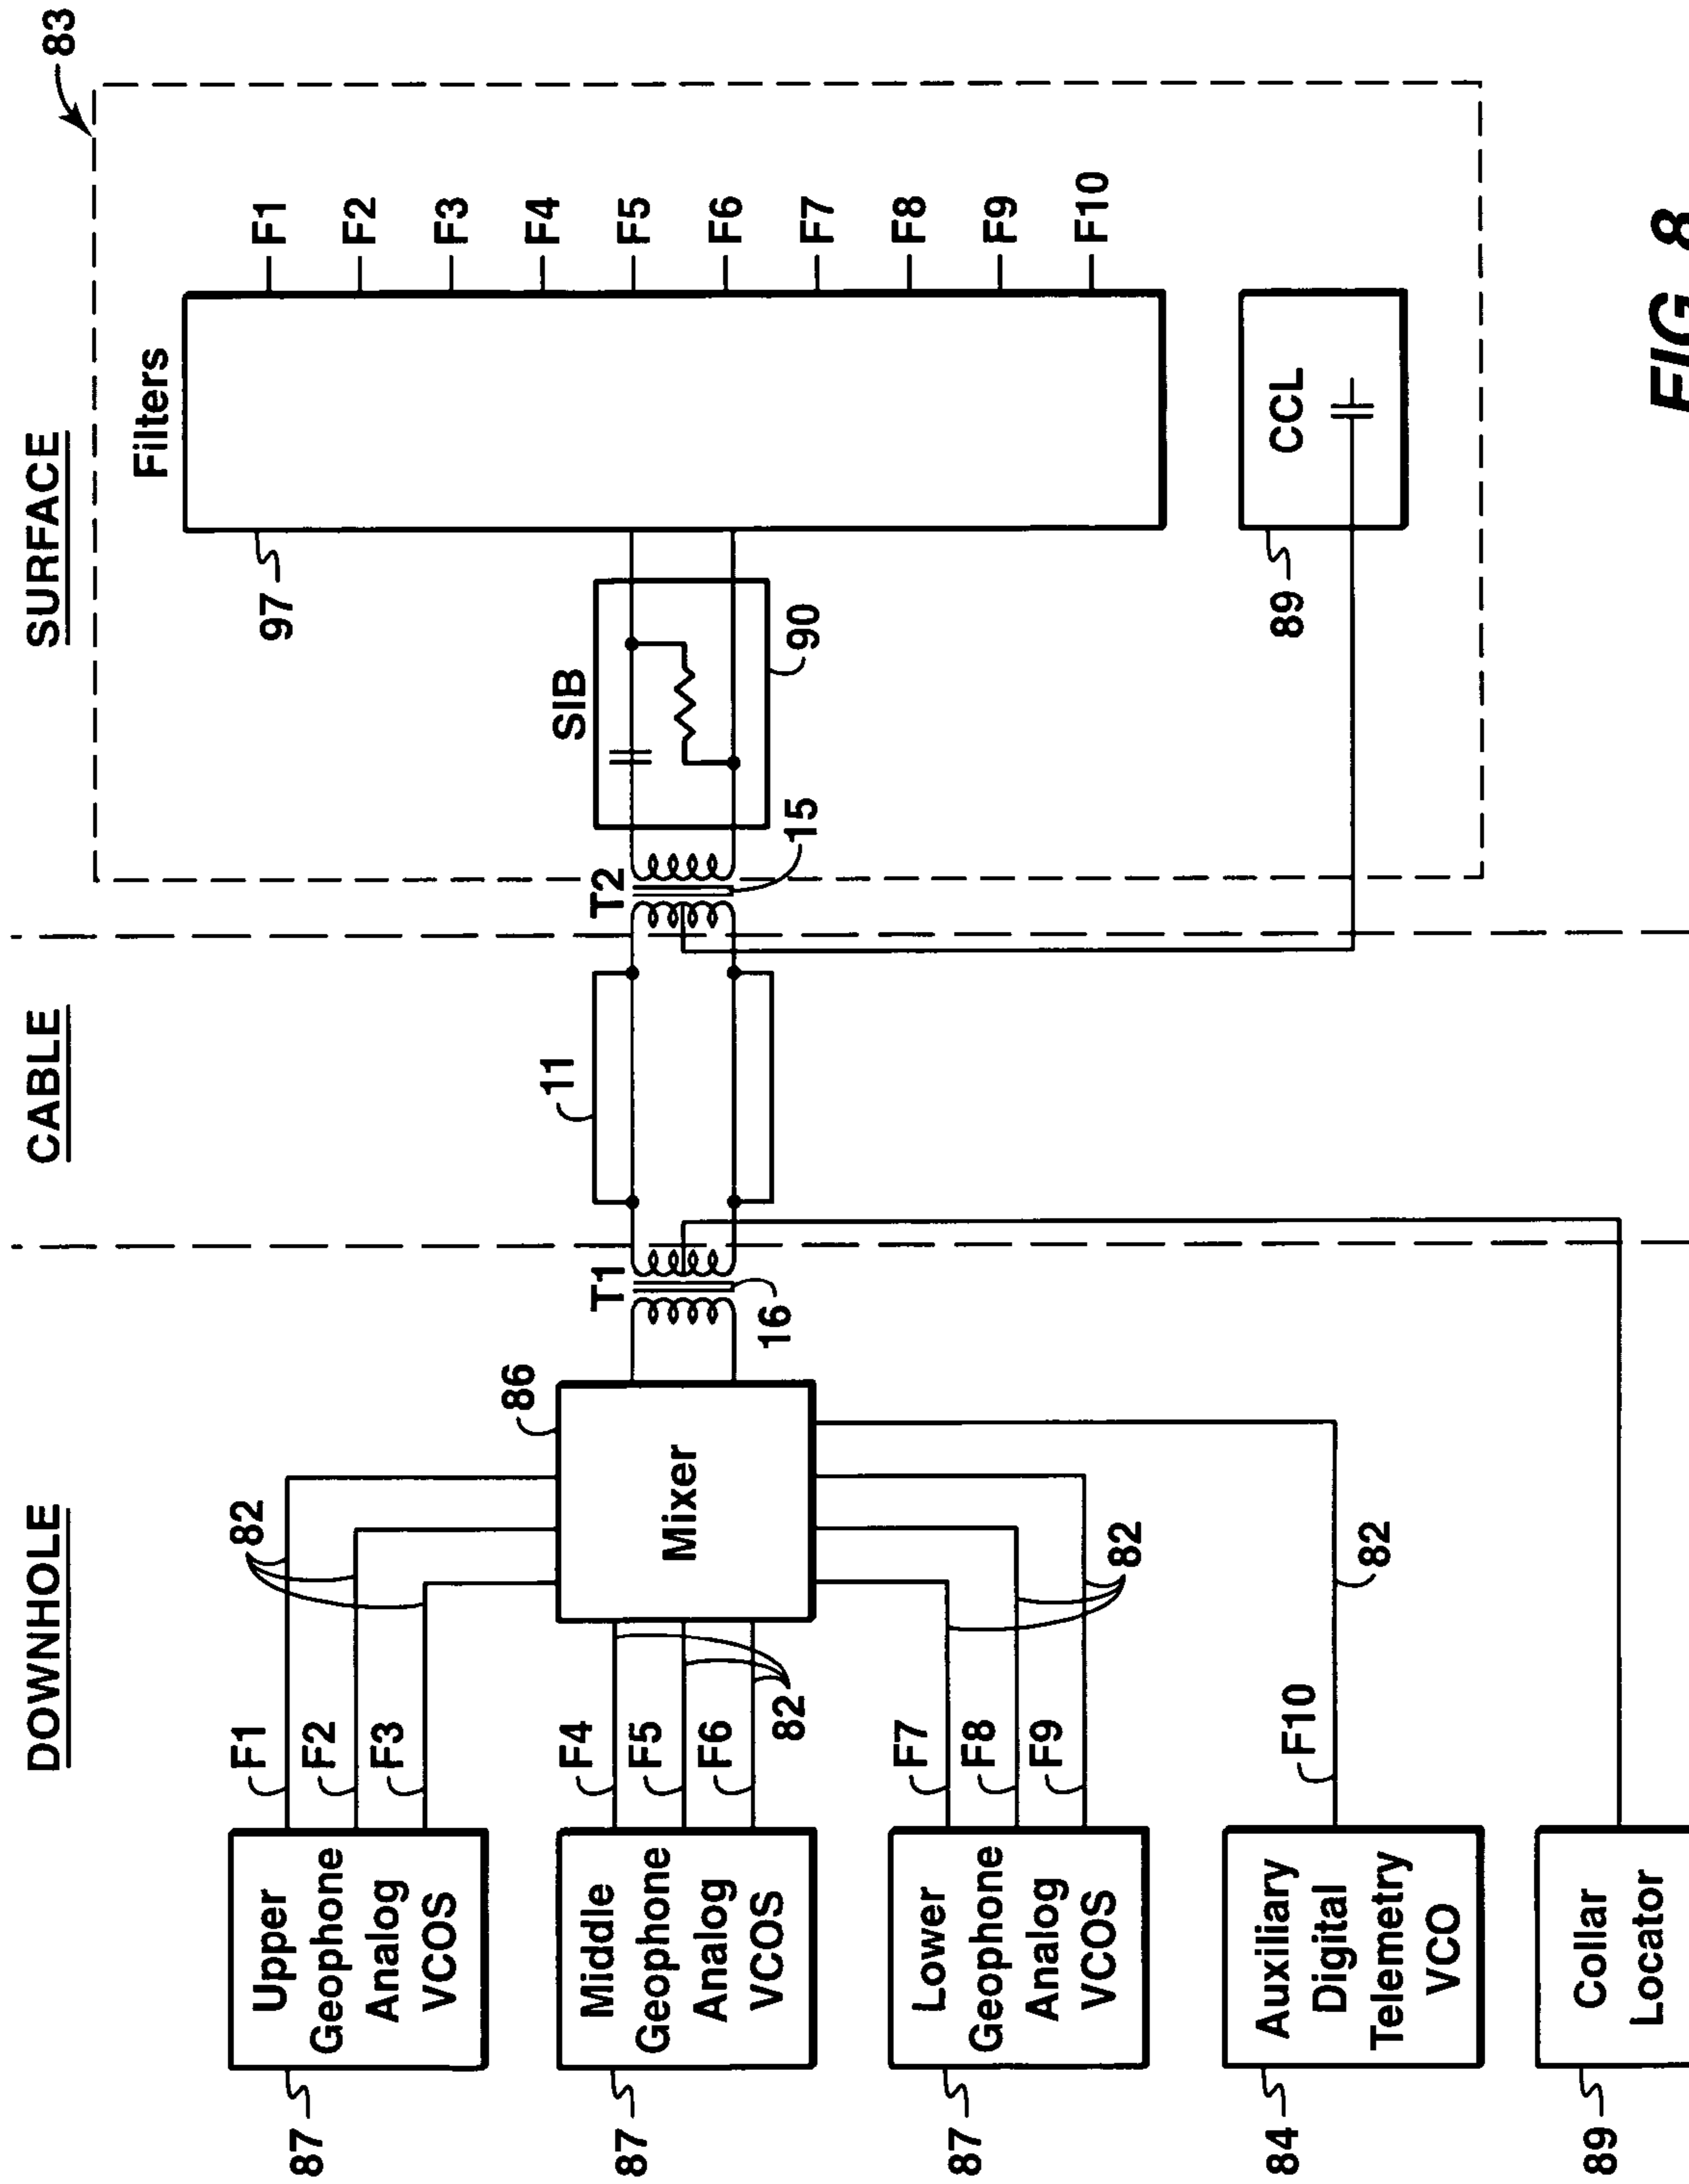 DOWNHOLE
CABLE
SURFACE
83
87
Upper
Geophone
Analog
VCOS
F1
F2
F3
82
87
Middle
Geophone
Analog
VCOS
F4
F5
F6
82
87
Lower
Geophone
Analog
VCOS
F7
F8
F9
82
84
Auxiliary
Digital
Telemetry
VCO
F10
82
89
Collar
Locator
86
Mixer
T1
16
11
T2
15
SIB
90
97
Filters
F1
F2
F3
F4
F5
F6
F7
F8
F9
F10
89
CCL
FIG. 8